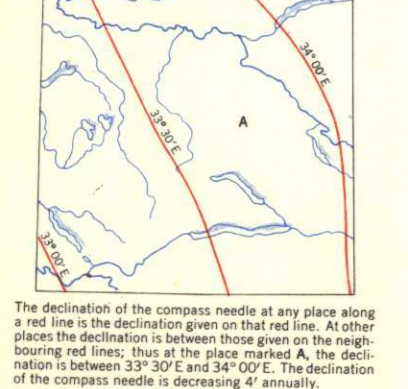 34° 00' E
33° 30' E
A
33° 00' E
The declination of the compass needle at any place along
a red line is the declination given on that red line. At other
places the declination is between those given on the neigh-
bouring red lines; thus at the place marked A, the decli-
nation is between 33° 30' E and 34° 00' E. The declination
of the compass needle is decreasing 4' annually.